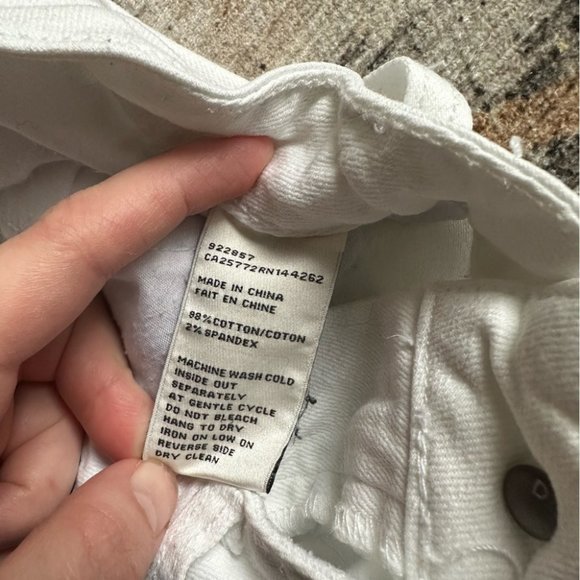 922957
CA25772RN144262
MADE IN CHINA
FAIT EN CHINE
98% COTTON/COTON
2% SPANDEX
MACHINE WASH COLD
INSIDE OUT
SEPARATELY
AT GENTLE CYCLE
DO NOT BLEACH
HANG TO DRY
IRON ON LOW ON
REVERSE SIDE
DRY CLEAN